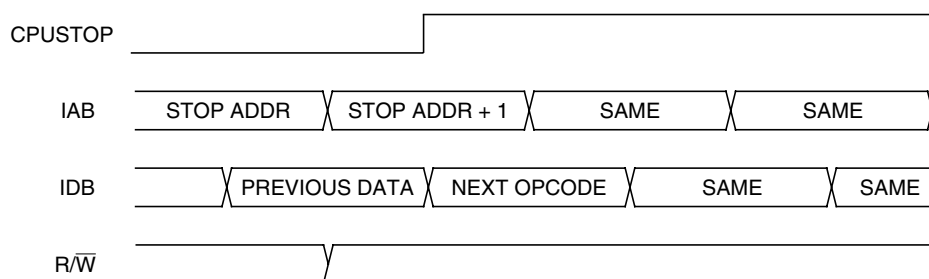 CPUSTOP
IAB STOP ADDR STOP ADDR + 1 SAME SAME
IDB PREVIOUS DATA NEXT OPCODE SAME SAME
R/W̅